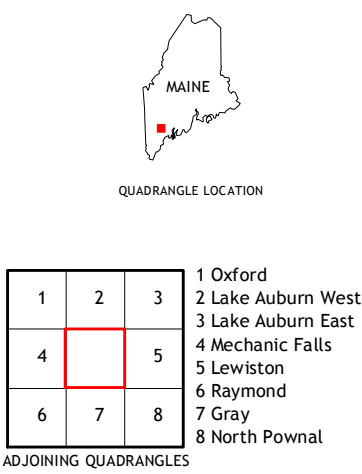 MAINE
QUADRANGLE LOCATION
1 2 3
4 5
6 7 8
1 Oxford
2 Lake Auburn West
3 Lake Auburn East
4 Mechanic Falls
5 Lewiston
6 Raymond
7 Gray
8 North Pownal
ADJOINING QUADRANGLES